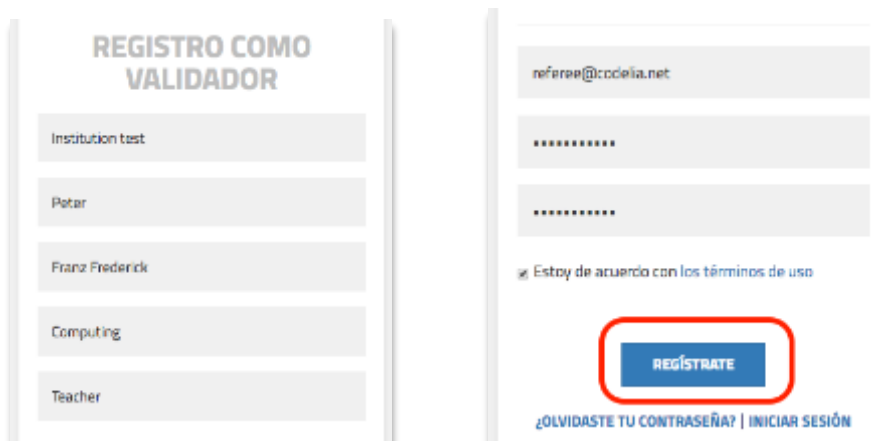 REGISTRO COMO
VALIDADOR
Institution test
Peter
Franz Frederick
Computing
Teacher
referee@codelia.net
•••••••••••
•••••••••••
Estoy de acuerdo con los términos de uso
REGÍSTRATE
¿OLVIDASTE TU CONTRASEÑA? | INICIAR SESIÓN